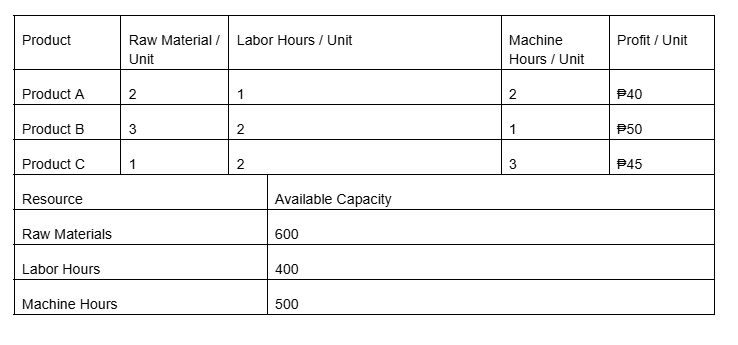 Product Raw Material / Labor Hours / Unit Machine Profit / Unit
Unit Hours / Unit
Product A 2 1 2 ₱40
Product B 3 2 1 ₱50
Product C 1 2 3 ₱45
Resource Available Capacity
Raw Materials 600
Labor Hours 400
Machine Hours 500